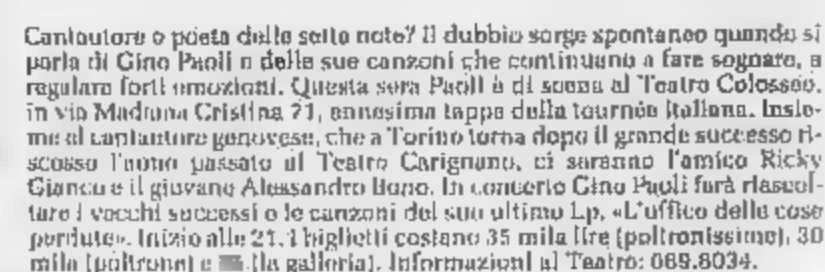 Cantautore o poeta delle sette note? Il dubbio sorge spontaneo quando si
parla di Gino Paoli e delle sue canzoni che continuano a fare sognare, a
regalare forti emozioni. Questa sera Paoli è di scena al Teatro Colosseo,
in via Madama Cristina 71, ennesima tappa della tournée italiana. Insie-
me al cantautore genovese, che a Torino torna dopo il grande successo ri-
scosso l'anno passato al Teatro Carignano, ci saranno l'amico Ricky
Gianco e il giovane Alessandro Bono. In concerto Gino Paoli farà riascol-
tare i vecchi successi e le canzoni del suo ultimo Lp, «L'uffico delle cose
perdute». Inizio alle 21. I biglietti costano 35 mila lire (poltronissime), 30
mila (poltrone) e (la galleria). Informazioni al Teatro: 669.8034.